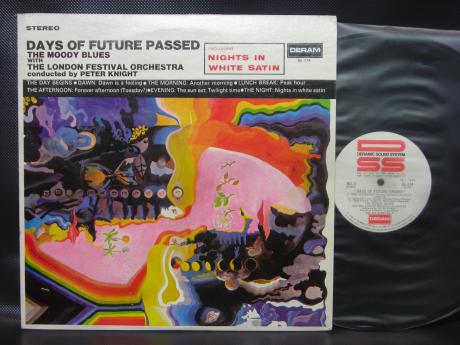 STEREO
DAYS OF FUTURE PASSED
THE MOODY BLUES
WITH
THE LONDON FESTIVAL ORCHESTRA
conducted by PETER KNIGHT
INCLUDING
NIGHTS IN
WHITE SATIN
DERAM
THE DAY BEGINS ● DAWN: Dawn is a feeling ● THE MORNING: Another morning ● LUNCH BREAK: Peak hour
THE AFTERNOON: Forever afternoon (Tuesday?) ● EVENING: The sun set: Twilight time ● THE NIGHT: Nights in white satin
DERAMIC SOUND SYSTEM
"DAYS OF FUTURE PASSED"
DERAM